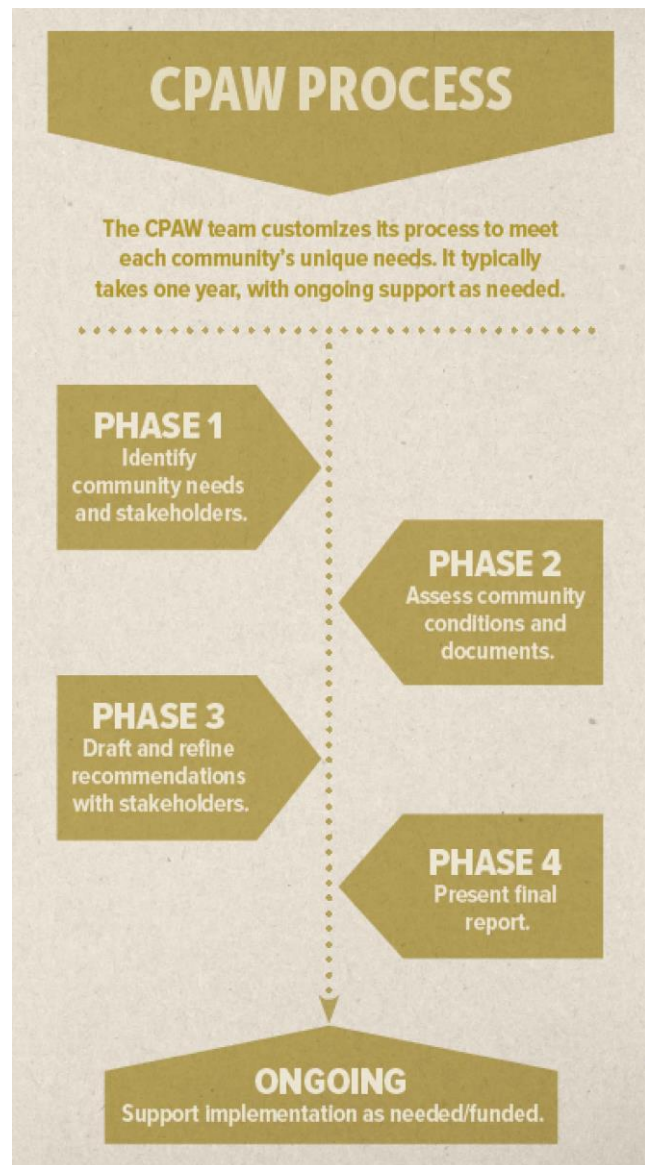 CPAW PROCESS
The CPAW team customizes its process to meet
each community's unique needs. It typically
takes one year, with ongoing support as needed.
PHASE 1
Identify
community needs
and stakeholders.
PHASE 2
Assess community
conditions and
documents.
PHASE 3
Draft and refine
recommendations
with stakeholders.
PHASE 4
Present final
report.
ONGOING
Support implementation as needed/funded.